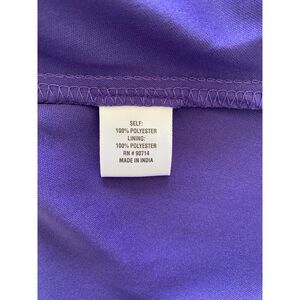 SELF:
100% POLYESTER
LINING:
100% POLYESTER
RN # 90714
MADE IN INDIA